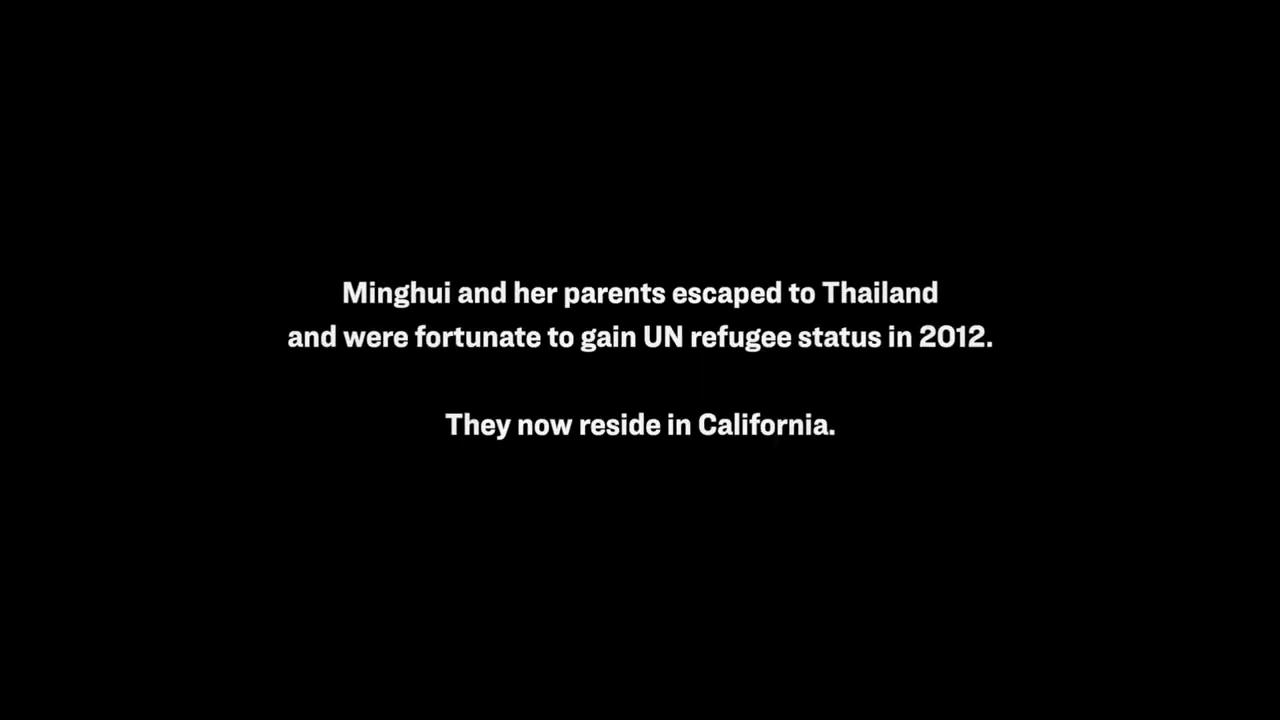 Minghui and her parents escaped to Thailand
and were fortunate to gain UN refugee status in 2012.
They now reside in California.